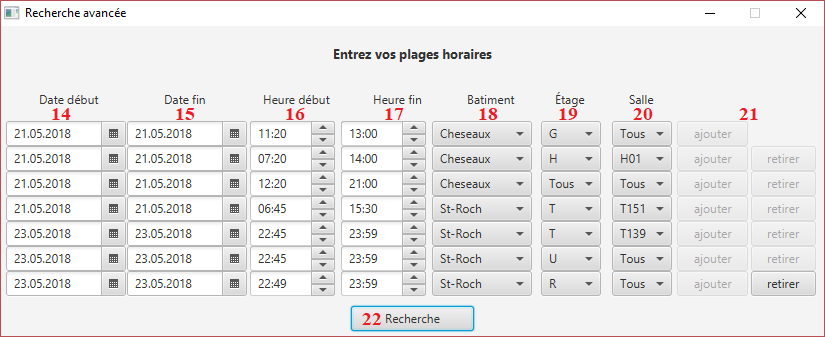 Recherche avancée
Entrez vos plages horaires
Date début Date fin Heure début Heure fin Batiment Étage Salle
14 15 16 17 18 19 20 21
21.05.2018 21.05.2018 11:20 13:00 Cheseaux G Tous ajouter
21.05.2018 21.05.2018 07:20 14:00 Cheseaux H H01 ajouter retirer
21.05.2018 21.05.2018 12:20 21:00 Cheseaux Tous Tous ajouter retirer
21.05.2018 21.05.2018 06:45 15:30 St-Roch T T151 ajouter retirer
23.05.2018 23.05.2018 22:45 23:59 St-Roch T T139 ajouter retirer
23.05.2018 23.05.2018 22:45 23:59 St-Roch U Tous ajouter retirer
23.05.2018 23.05.2018 22:49 23:59 St-Roch R Tous ajouter retirer
22 Recherche